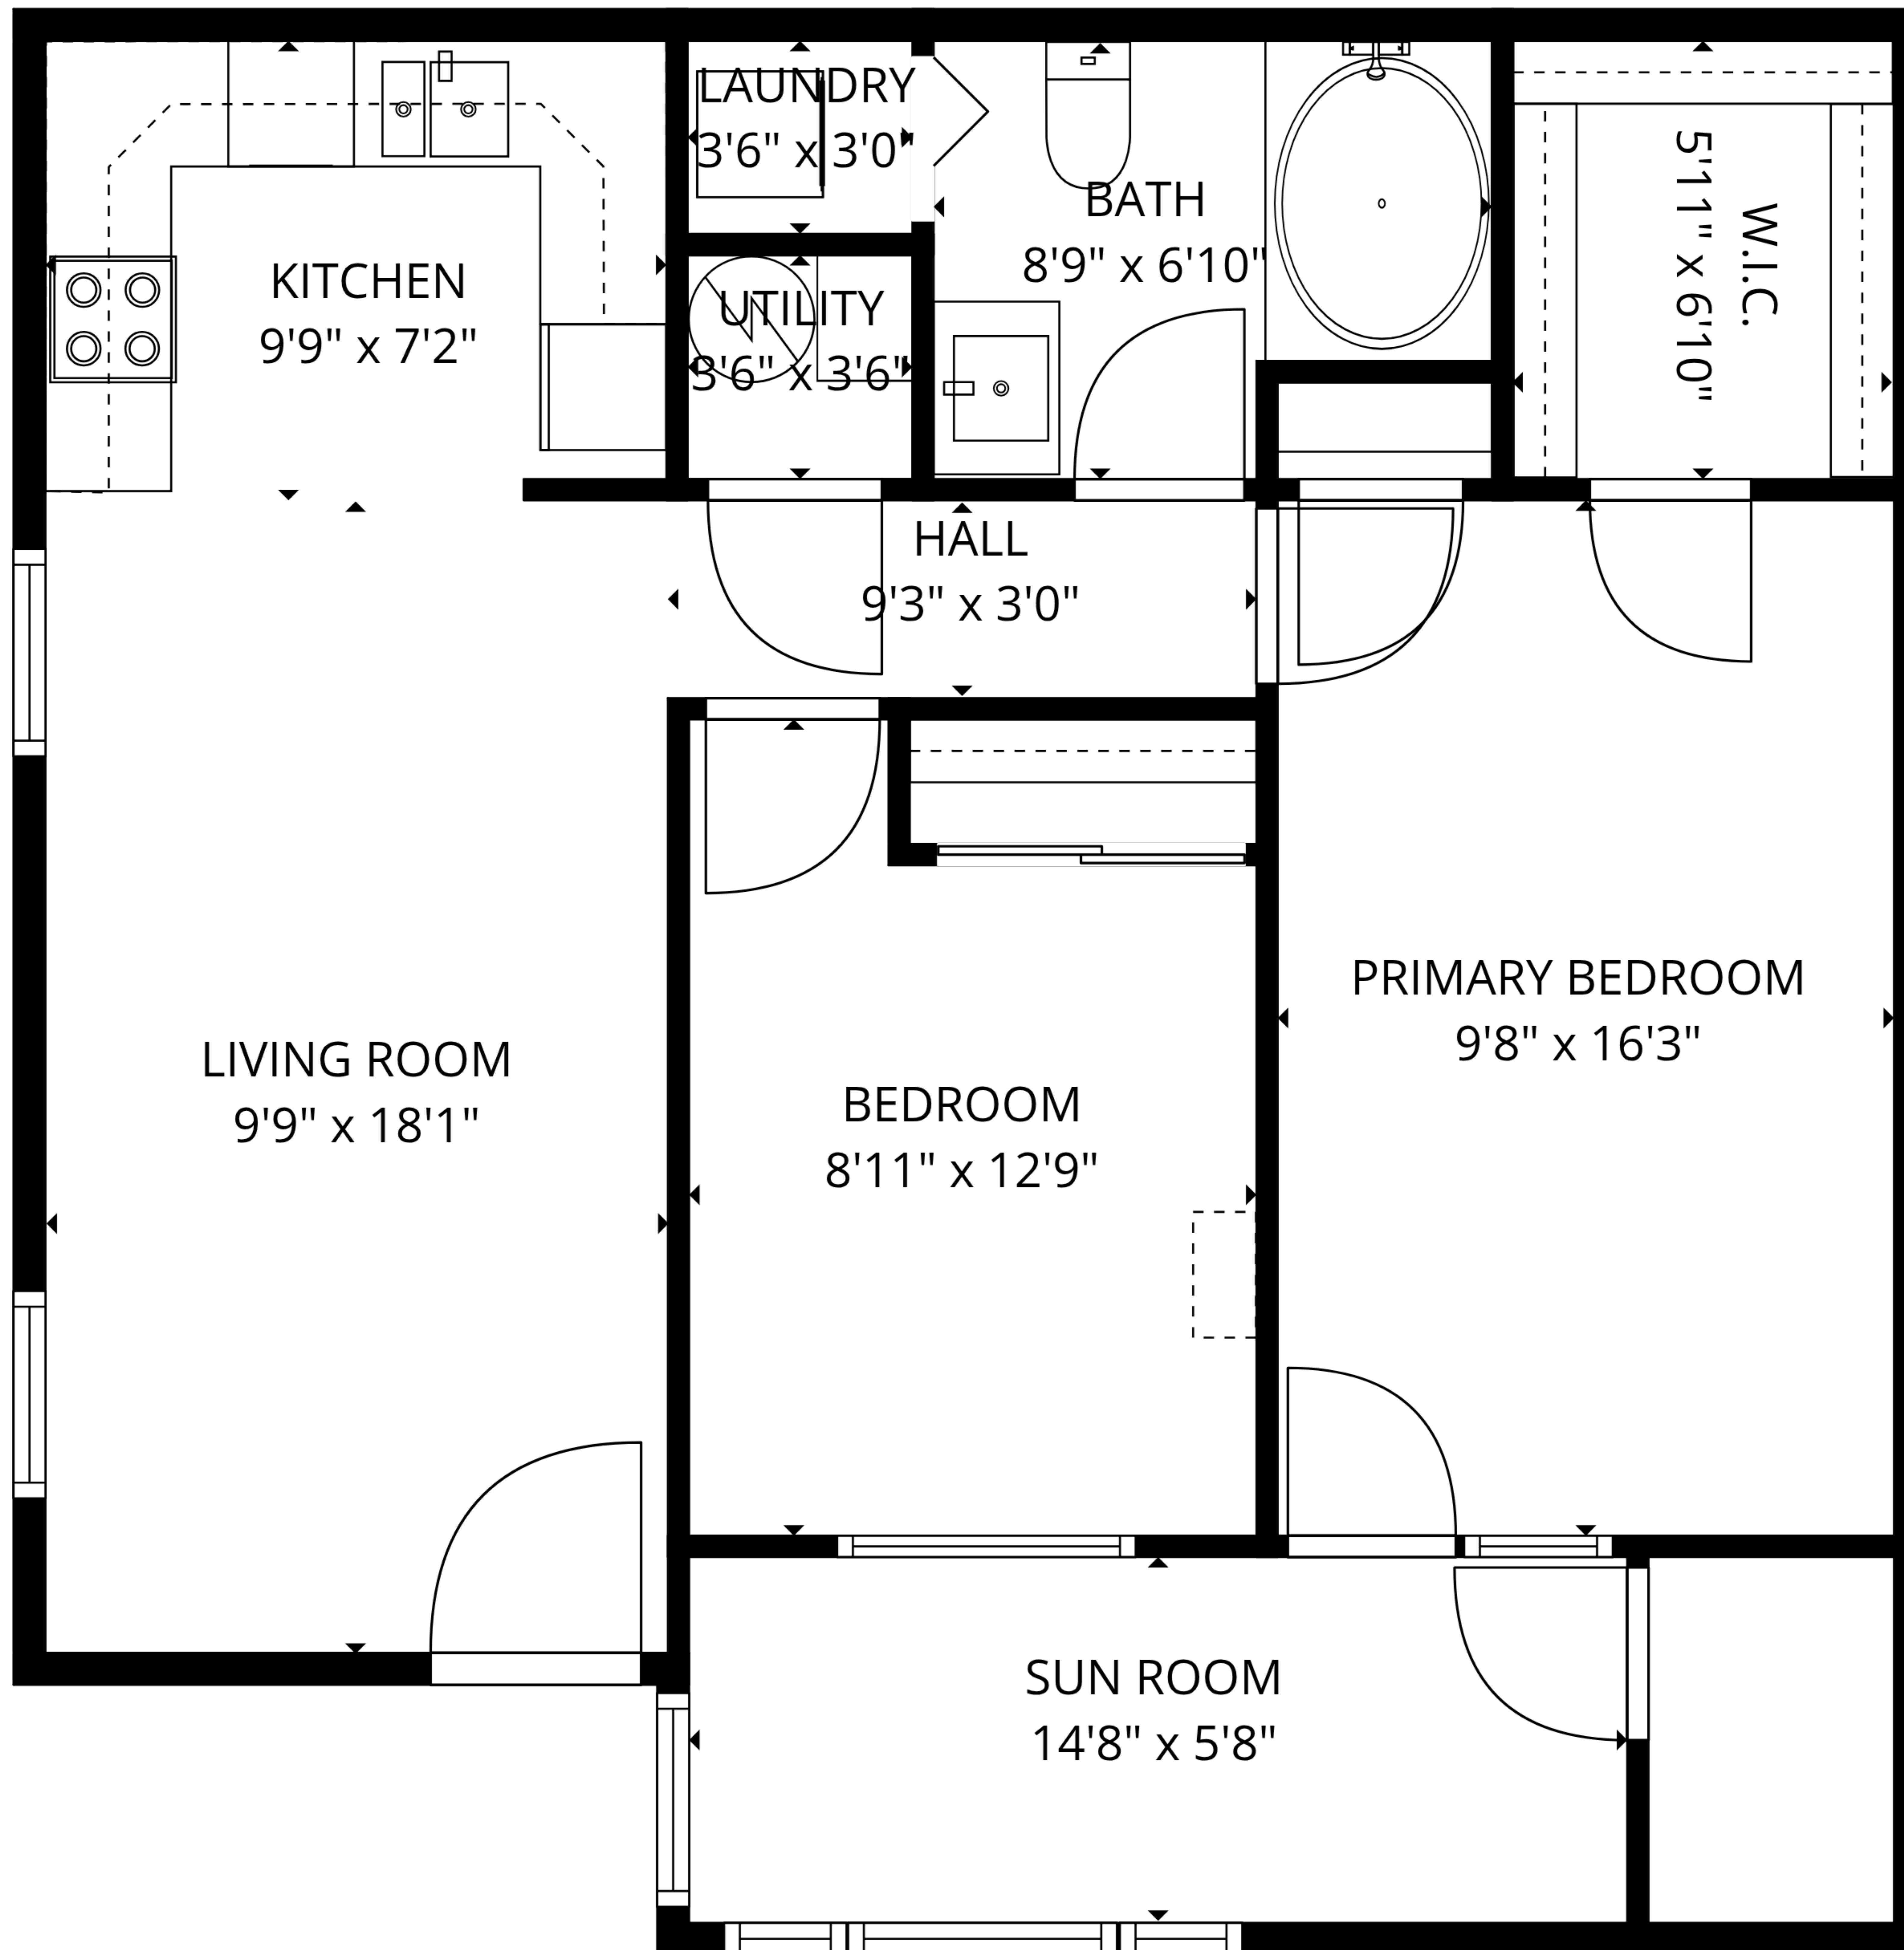 LAUNDRY
3'6" x 3'0"
BATH
8'9" x 6'10"
W.I.C.
5'11" x 6'10"
KITCHEN
9'9" x 7'2"
UTILITY
3'6" x 3'6"
HALL
9'3" x 3'0"
PRIMARY BEDROOM
9'8" x 16'3"
LIVING ROOM
9'9" x 18'1"
BEDROOM
8'11" x 12'9"
SUN ROOM
14'8" x 5'8"